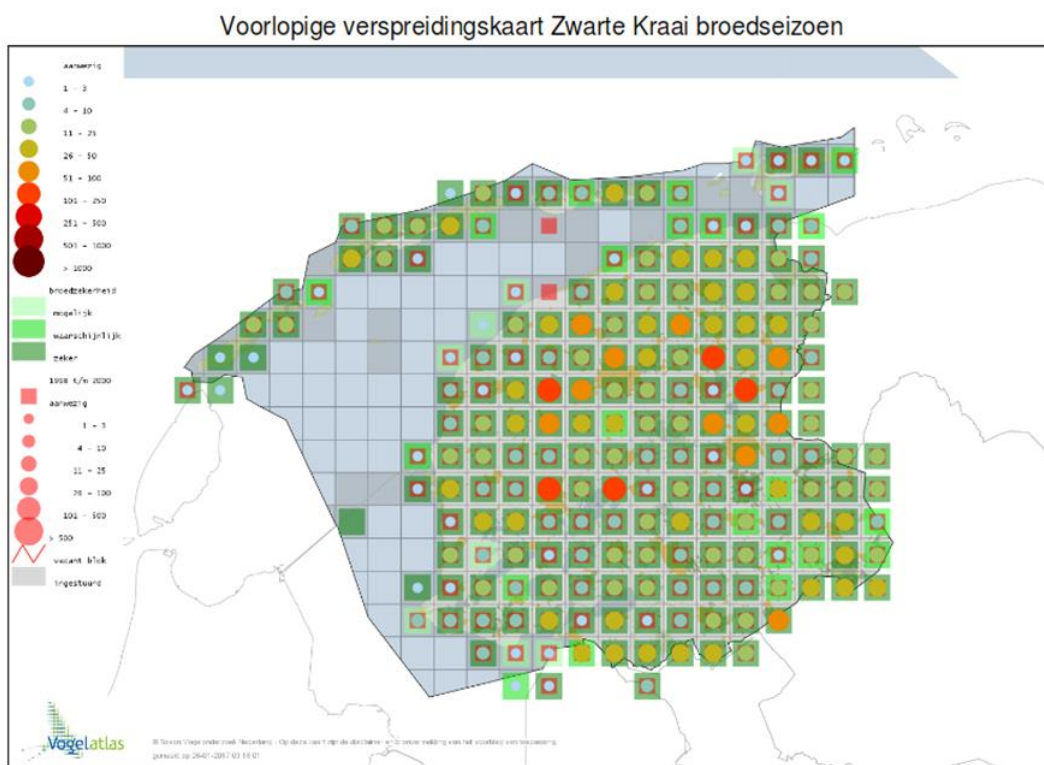 Voorlopige verspreidingskaart Zwarte Kraai broedseizoen
aanwezig
1 - 3
4 - 10
11 - 25
26 - 50
51 - 100
101 - 250
251 - 500
501 - 1000
> 1000
broedzekerheid
mogelijk
waarschijnlijk
zeker
1998 t/m 2000
aanwezig
1 - 3
4 - 10
11 - 25
26 - 100
101 - 500
> 500
vacant blok
ingestuurd
Vogelatlas